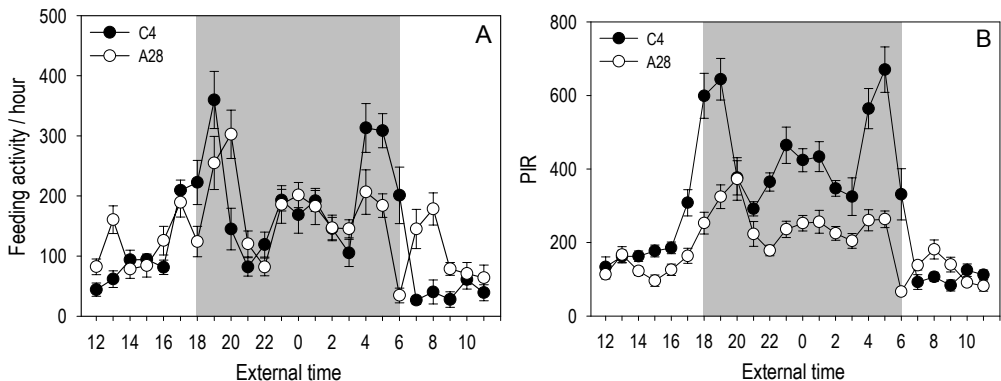 A
C4
A28
Feeding activity / hour
500
400
300
200
100
0
12 14 16 18 20 22 0 2 4 6 8 10
External time
B
C4
A28
PIR
800
600
400
200
0
12 14 16 18 20 22 0 2 4 6 8 10
External time